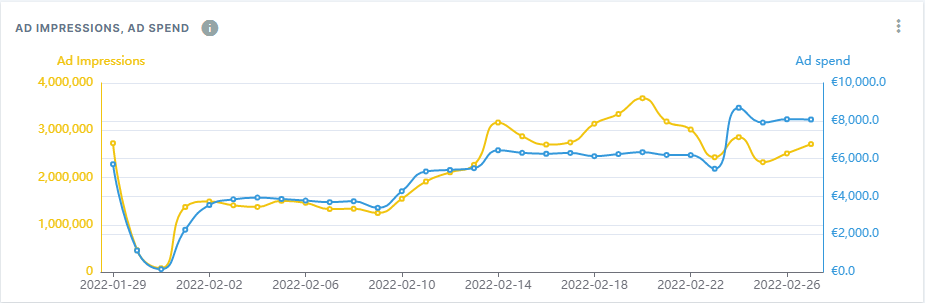 AD IMPRESSIONS, AD SPEND i
Ad Impressions Ad spend
4,000,000 €10,000.0
3,000,000 €8,000.0
2,000,000 €6,000.0
1,000,000 €4,000.0
0 €2,000.0
€0.0
2022-01-29 2022-02-02 2022-02-06 2022-02-10 2022-02-14 2022-02-18 2022-02-22 2022-02-26